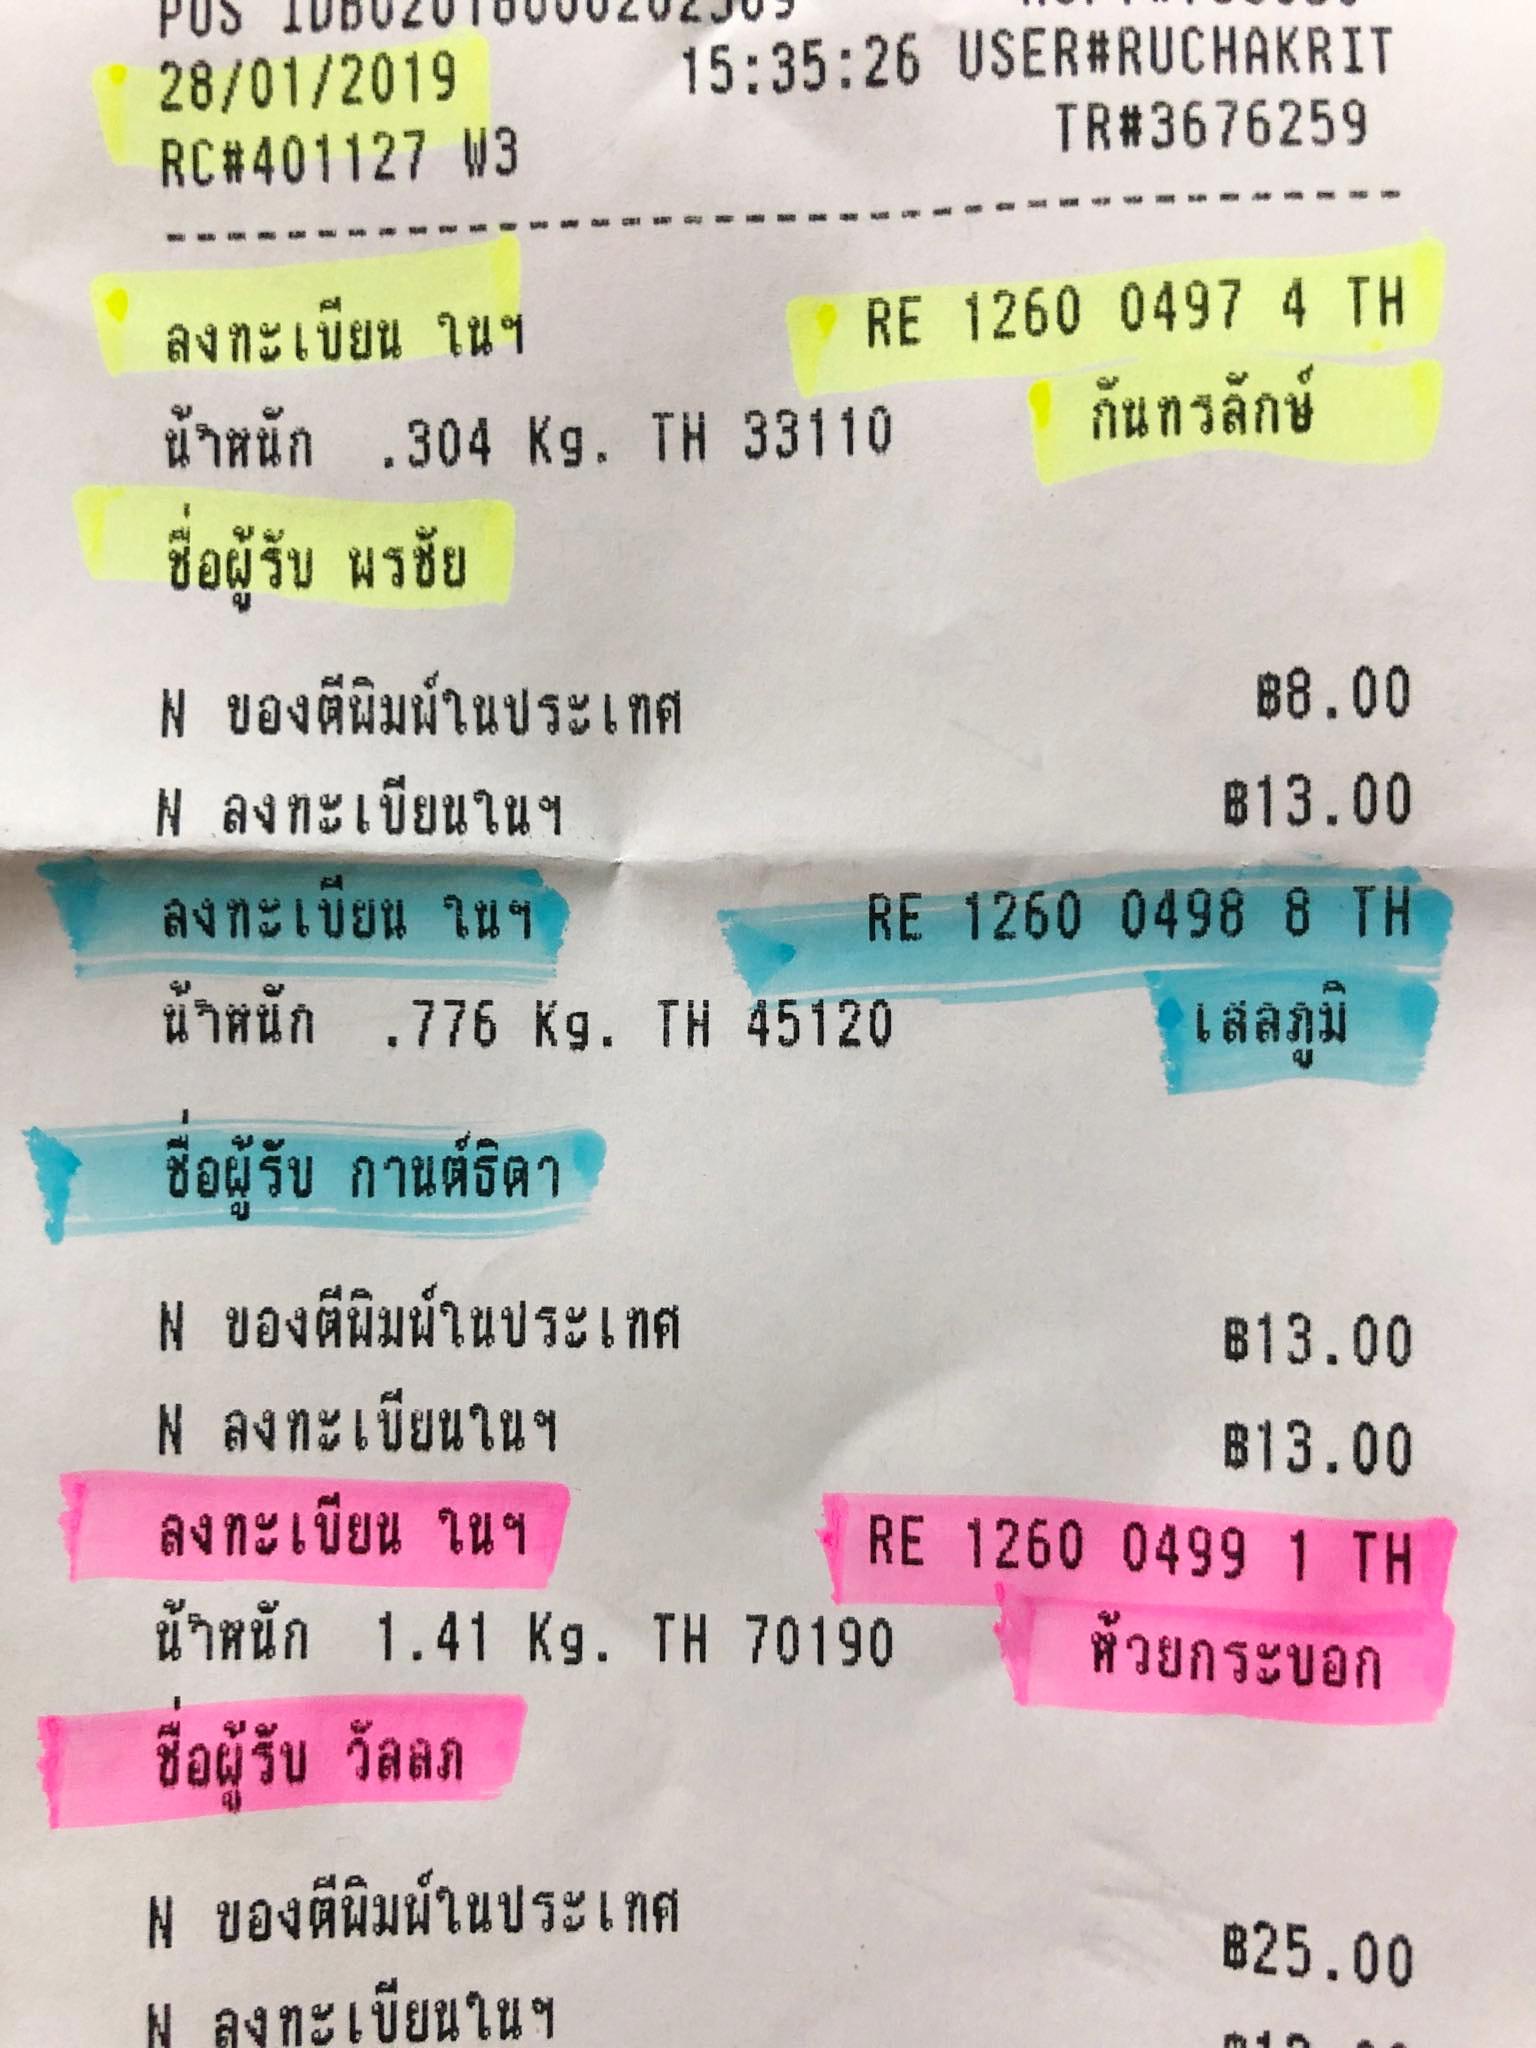 28/01/2019 15:35:26 USER#RUCHAKRIT
RC#401127 W3 TR#3676259
ลงทะเบียน ในฯ RE 1260 0497 4 TH
น้ำหนัก .304 Kg. TH 33110 กันทรลักษ์
ชื่อผู้รับ พรชัย
N ของตีพิมพ์ในประเทศ ฿8.00
N ลงทะเบียนในฯ ฿13.00
ลงทะเบียน ในฯ RE 1260 0498 8 TH
น้ำหนัก .776 Kg. TH 45120 เสลภูมิ
ชื่อผู้รับ กานต์ธิดา
N ของตีพิมพ์ในประเทศ ฿13.00
N ลงทะเบียนในฯ ฿13.00
ลงทะเบียน ในฯ RE 1260 0499 1 TH
น้ำหนัก 1.41 Kg. TH 70190 ห้วยกระบอก
ชื่อผู้รับ วัลลภ
N ของตีพิมพ์ในประเทศ ฿25.00
N ลงทะเบียนในฯ